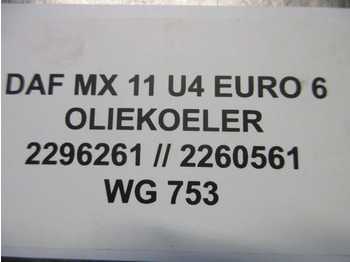 DAF MX 11 U4 EURO 6
OLIEKOELER
2296261 // 2260561
WG 753